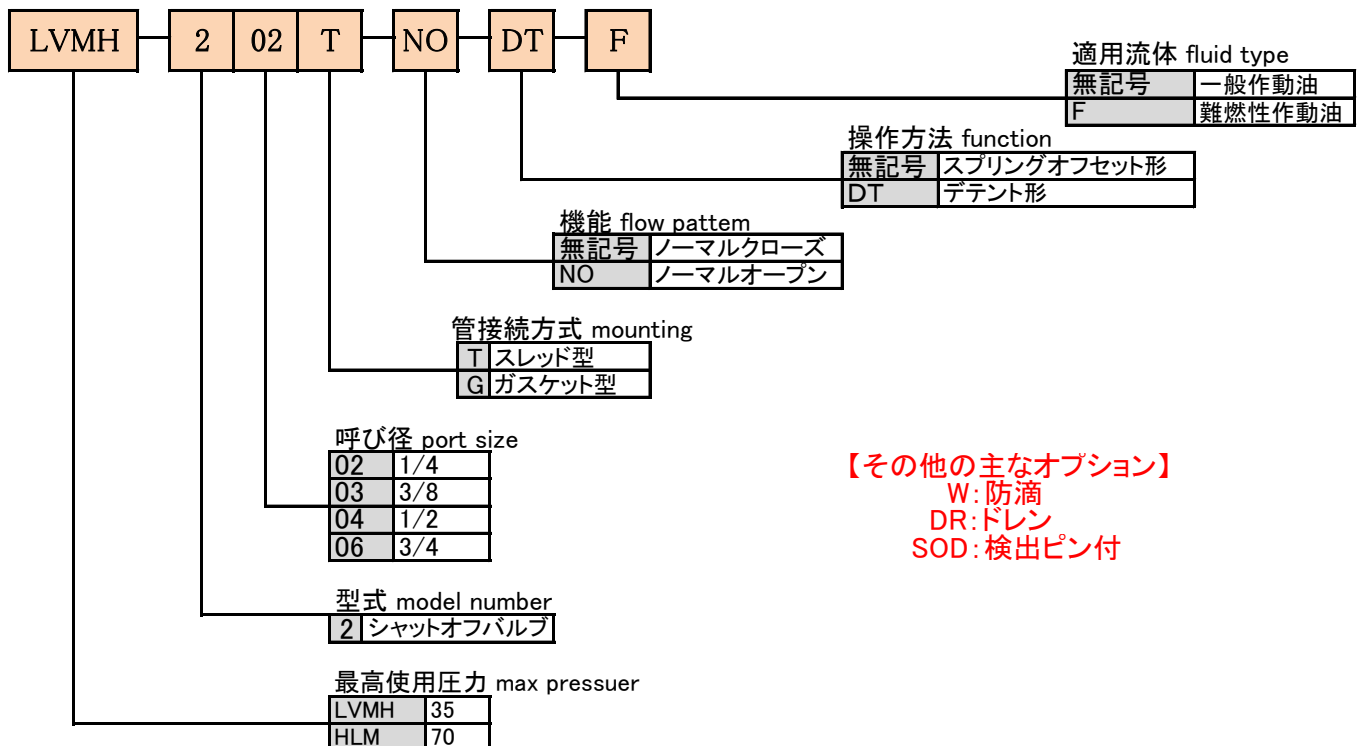 LVMH 2 02 T NO DT F
適用流体 fluid type
無記号 一般作動油
F 難燃性作動油
操作方法 function
無記号 スプリングオフセット形
DT デテント形
機能 flow pattem
無記号 ノーマルクローズ
NO ノーマルオープン
管接続方式 mounting
T スレッド型
G ガスケット型
呼び径 port size
02 1/4
03 3/8
04 1/2
06 3/4
【その他の主なオプション】
W:防滴
DR:ドレン
SOD:検出ピン付
型式 model number
2 シャットオフバルブ
最高使用圧力 max pressuer
LVMH 35
HLM 70